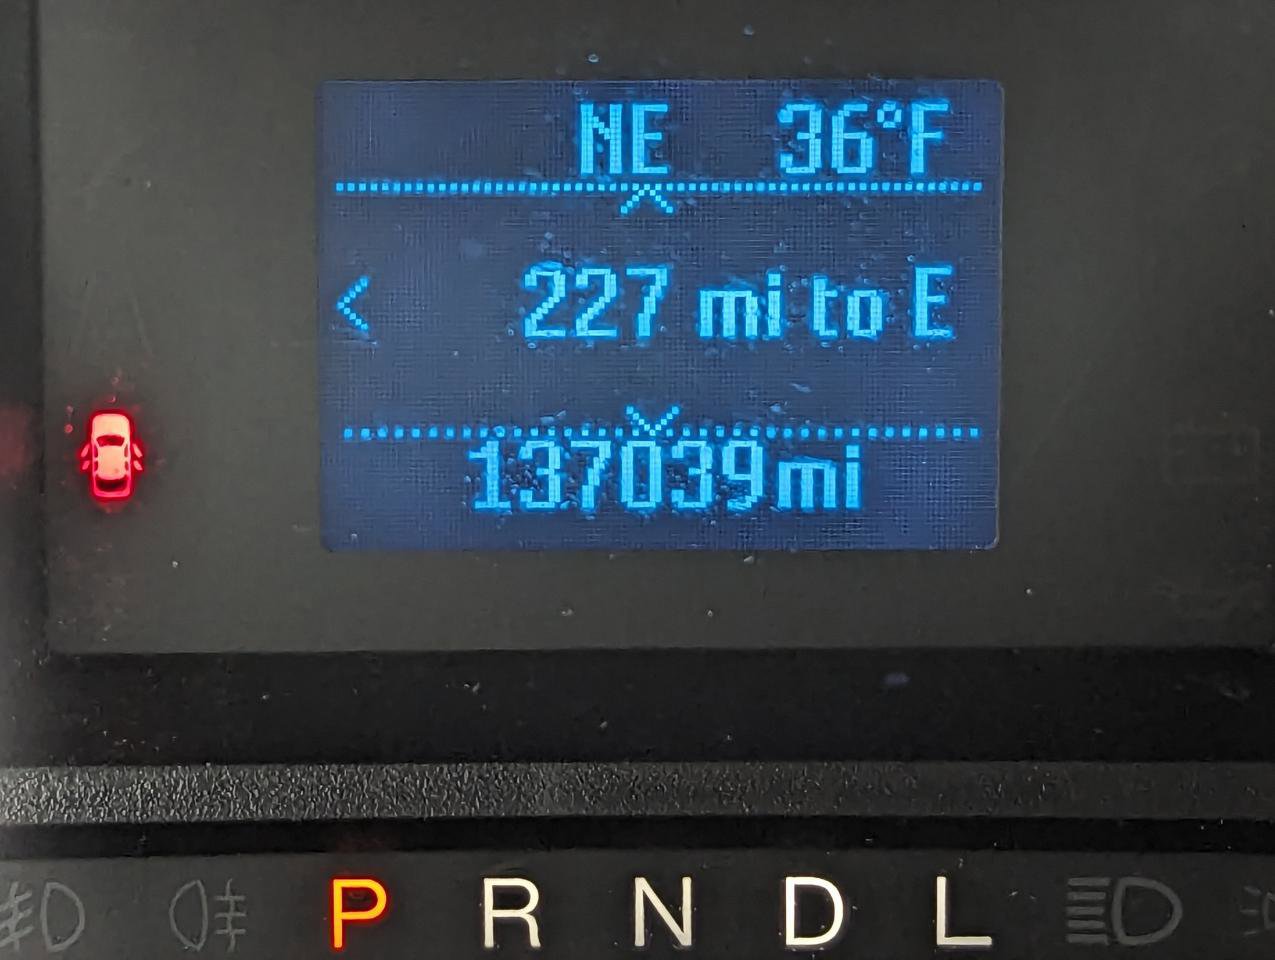 NE 36°F
227 mi to E
137039mi
P R N D L